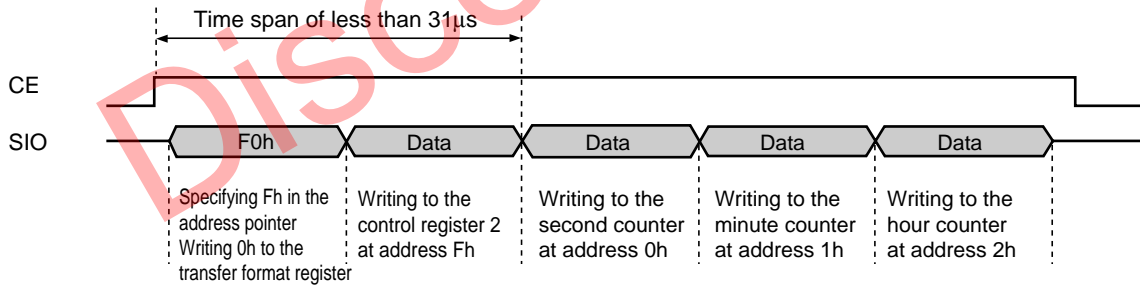 Time span of less than 31μs
CE
SIO
F0h
Data
Data
Data
Data
Specifying Fh in the
address pointer
Writing 0h to the
transfer format register
Writing to the
control register 2
at address Fh
Writing to the
second counter
at address 0h
Writing to the
minute counter
at address 1h
Writing to the
hour counter
at address 2h
Disco